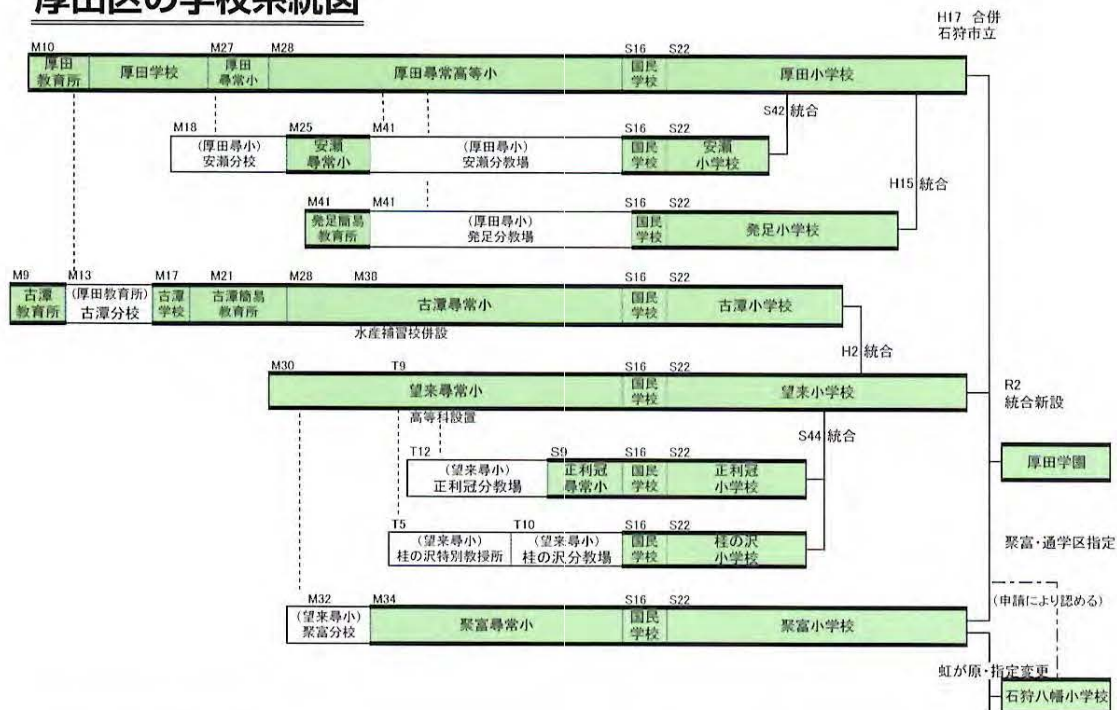 厚田区の学校系統図
H17 合併
石狩市立
M10
M27
M28
S16
S22
厚田
教育所
厚田学校
厚田
尋常小
厚田尋常高等小
国民
学校
厚田小学校
S42 統合
M18
M25
M41
S16
S22
(厚田尋小)
安瀬分校
安瀬
尋常小
(厚田尋小)
安瀬分教場
国民
学校
安瀬
小学校
H15 統合
M41
M41
S16
S22
発足簡易
教育所
(厚田尋小)
発足分教場
国民
学校
発足小学校
M9
M13
M17
M21
M28
M38
S16
S22
古潭
教育所
(厚田教育所)
古潭分校
古潭
学校
古潭簡易
教育所
古潭尋常小
国民
学校
古潭小学校
水産補習校併設
H2 統合
M30
T9
S16
S22
望来尋常小
国民
学校
望来小学校
高等科設置
R2
統合新設
S44 統合
厚田学園
T12
S9
S16
S22
(望来尋小)
正利冠分教場
正利冠
尋常小
国民
学校
正利冠
小学校
T5
T10
S16
S22
(望来尋小)
桂の沢特別教授所
(望来尋小)
桂の沢分教場
国民
学校
桂の沢
小学校
聚富・通学区指定
(申請により認める)
M32
M34
S16
S22
(望来尋小)
聚富分校
聚富尋常小
国民
学校
聚富小学校
虹が原・指定変更
石狩八幡小学校